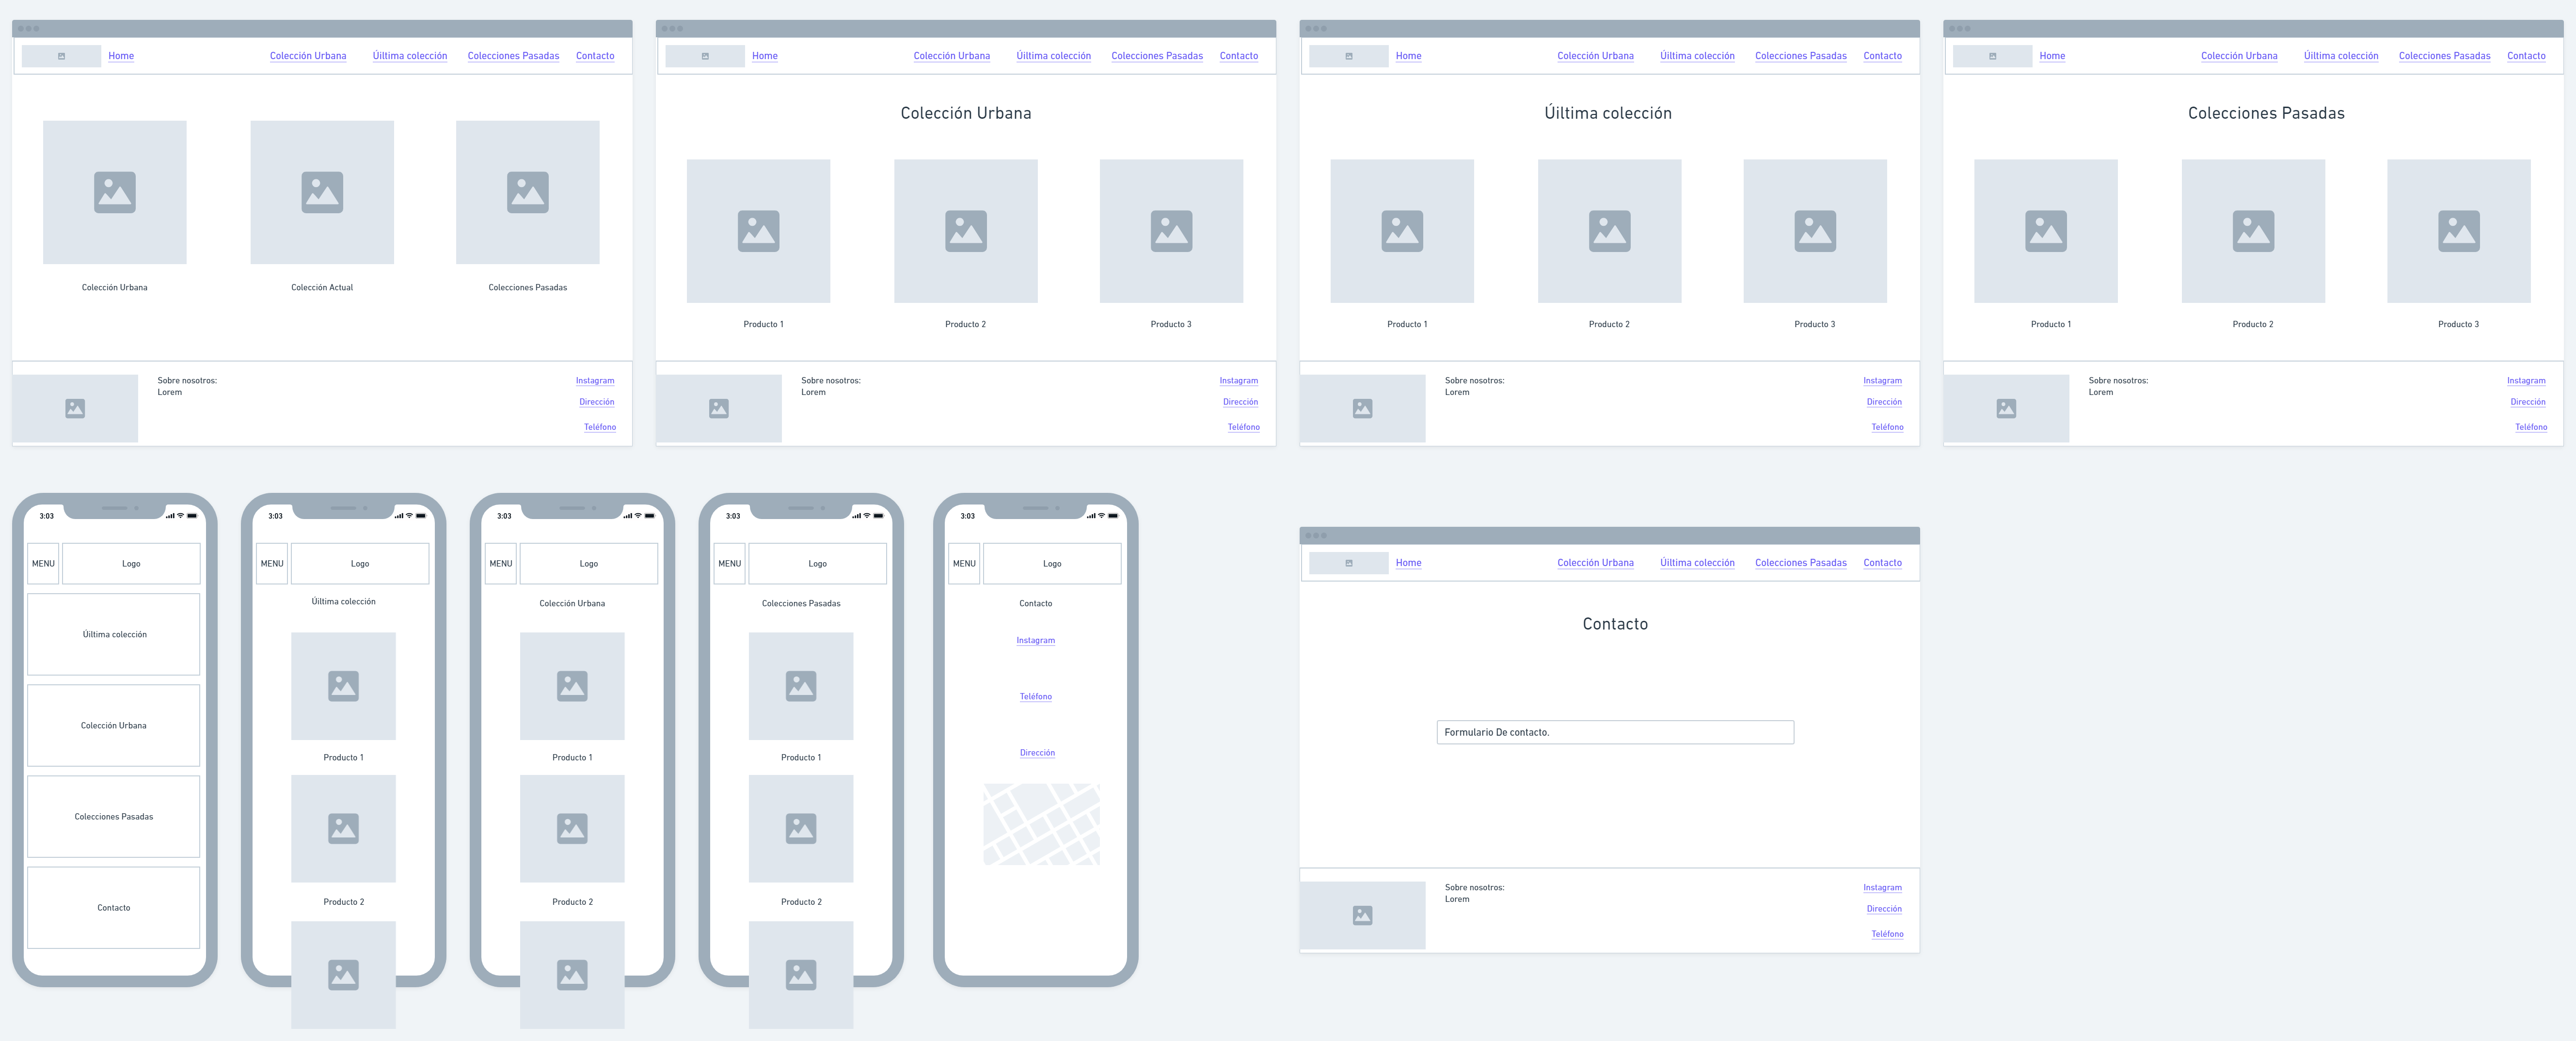 Home Colección Urbana Úiltima colección Colecciones Pasadas Contacto
Colección Urbana Colección Actual Colecciones Pasadas
Sobre nosotros:
Lorem
Instagram
Dirección
Teléfono
Home Colección Urbana Úiltima colección Colecciones Pasadas Contacto
Colección Urbana
Producto 1 Producto 2 Producto 3
Sobre nosotros:
Lorem
Instagram
Dirección
Teléfono
Home Colección Urbana Úiltima colección Colecciones Pasadas Contacto
Úiltima colección
Producto 1 Producto 2 Producto 3
Sobre nosotros:
Lorem
Instagram
Dirección
Teléfono
Home Colección Urbana Úiltima colección Colecciones Pasadas Contacto
Colecciones Pasadas
Producto 1 Producto 2 Producto 3
Sobre nosotros:
Lorem
Instagram
Dirección
Teléfono
3:03
MENU Logo
Úiltima colección
Colección Urbana
Colecciones Pasadas
Contacto
3:03
MENU Logo
Úiltima colección
Producto 1
Producto 2
3:03
MENU Logo
Colección Urbana
Producto 1
Producto 2
3:03
MENU Logo
Colecciones Pasadas
Producto 1
Producto 2
3:03
MENU Logo
Contacto
Instagram
Teléfono
Dirección
Home Colección Urbana Úiltima colección Colecciones Pasadas Contacto
Contacto
Formulario De contacto.
Sobre nosotros:
Lorem
Instagram
Dirección
Teléfono